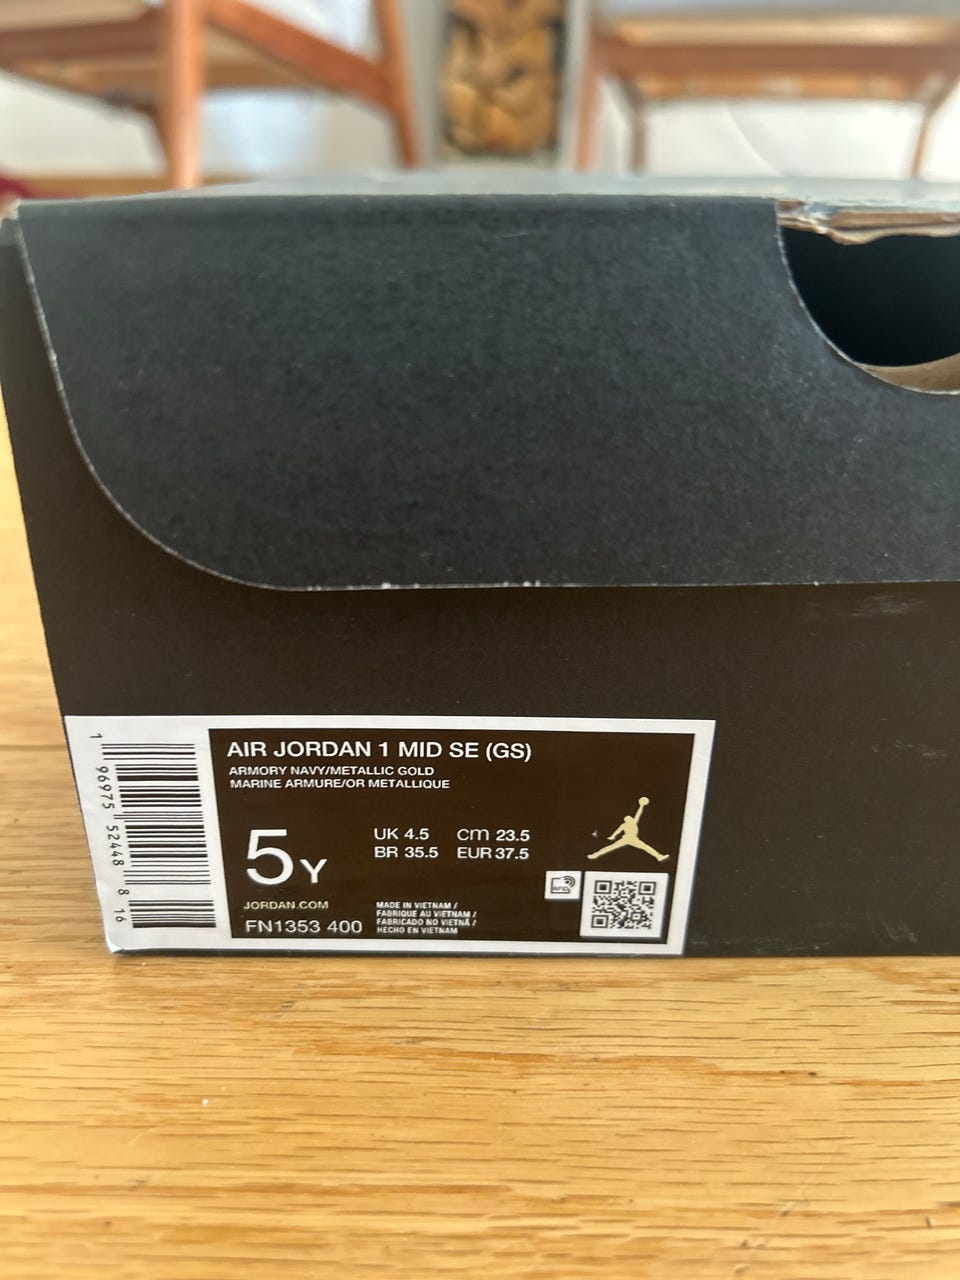 AIR JORDAN 1 MID SE (GS)
ARMORY NAVY/METALLIC GOLD
MARINE ARMURE/OR METALLIQUE
5Y
UK 4.5 cm 23.5
BR 35.5 EUR 37.5
JORDAN.COM
FN1353 400
MADE IN VIETNAM /
FABRIQUE AU VIETNAM /
FABRICADO NO VIETNÃ /
HECHO EN VIETNAM
RFID
1 96975 52448 8 16